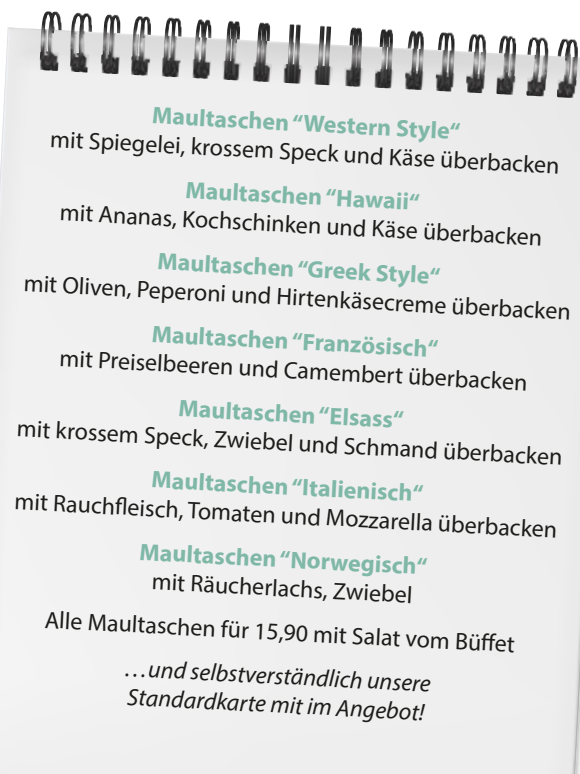 Maultaschen “Western Style“
mit Spiegelei, krossem Speck und Käse überbacken
Maultaschen “Hawaii“
mit Ananas, Kochschinken und Käse überbacken
Maultaschen “Greek Style“
mit Oliven, Peperoni und Hirtenkäsecreme überbacken
Maultaschen “Französisch“
mit Preiselbeeren und Camembert überbacken
Maultaschen “Elsass“
mit krossem Speck, Zwiebel und Schmand überbacken
Maultaschen “Italienisch“
mit Rauchfleisch, Tomaten und Mozzarella überbacken
Maultaschen “Norwegisch“
mit Räucherlachs, Zwiebel
Alle Maultaschen für 15,90 mit Salat vom Büffet
…und selbstverständlich unsere
Standardkarte mit im Angebot!